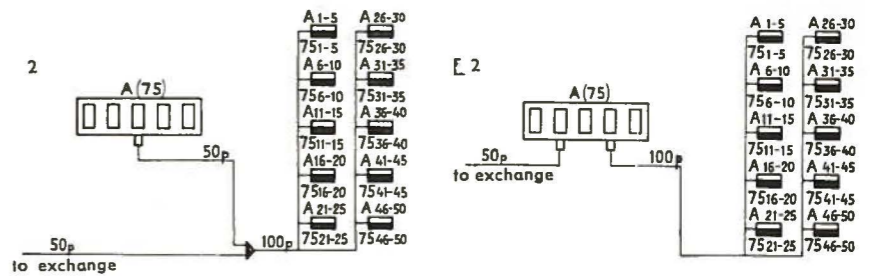 2
A (75)
50p
50p
to exchange
100p
A 1-5
75 1-5
A 6-10
75 6-10
A 11-15
75 11-15
A 16-20
75 16-20
A 21-25
75 21-25
A 26-30
75 26-30
A 31-35
75 31-35
A 36-40
75 36-40
A 41-45
75 41-45
A 46-50
75 46-50
E 2
A (75)
50p
to exchange
100p
A 1-5
75 1-5
A 6-10
75 6-10
A 11-15
75 11-15
A 16-20
75 16-20
A 21-25
75 21-25
A 26-30
75 26-30
A 31-35
75 31-35
A 36-40
75 36-40
A 41-45
75 41-45
A 46-50
75 46-50